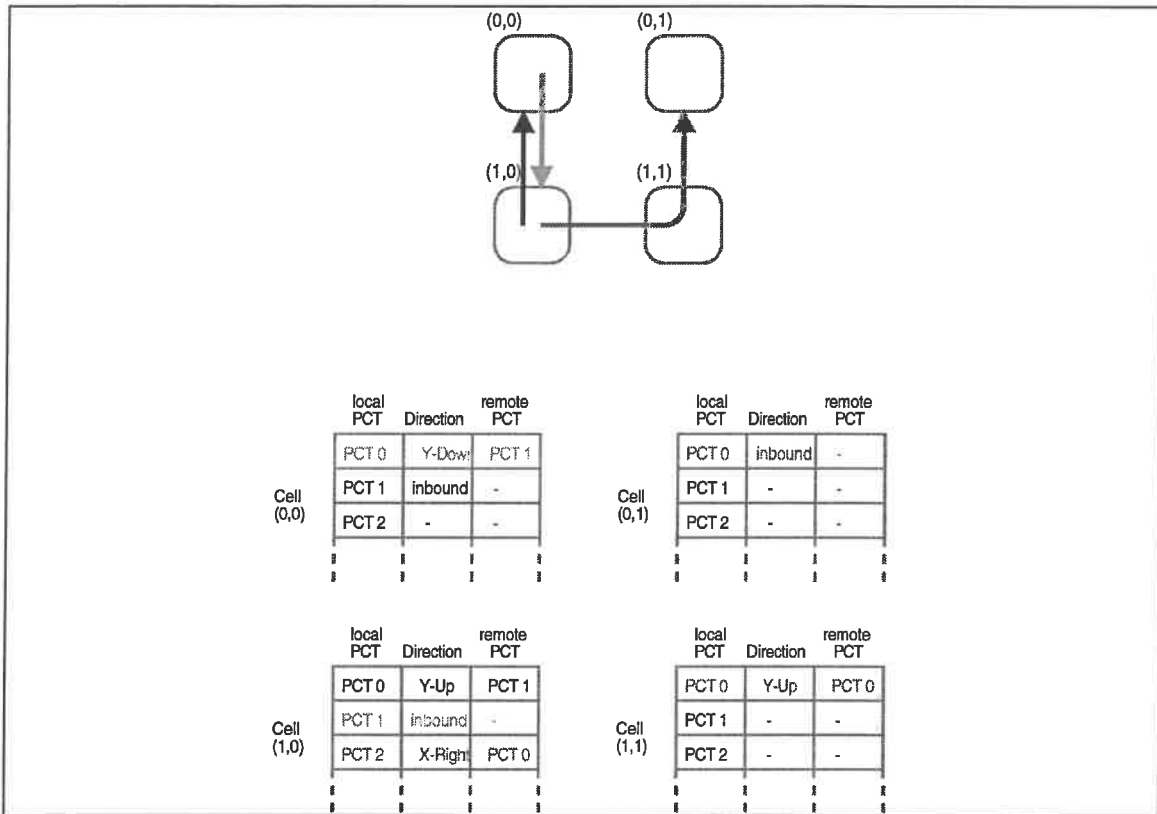 (0,0) (0,1)
(1,0) (1,1)
local PCT Direction remote PCT
PCT 0 Y-Dow PCT 1
PCT 1 inbound -
PCT 2 - -
Cell (0,0)
local PCT Direction remote PCT
PCT 0 inbound -
PCT 1 - -
PCT 2 - -
Cell (0,1)
local PCT Direction remote PCT
PCT 0 Y-Up PCT 1
PCT 1 inbound -
PCT 2 X-Right PCT 0
Cell (1,0)
local PCT Direction remote PCT
PCT 0 Y-Up PCT 0
PCT 1 - -
PCT 2 - -
Cell (1,1)